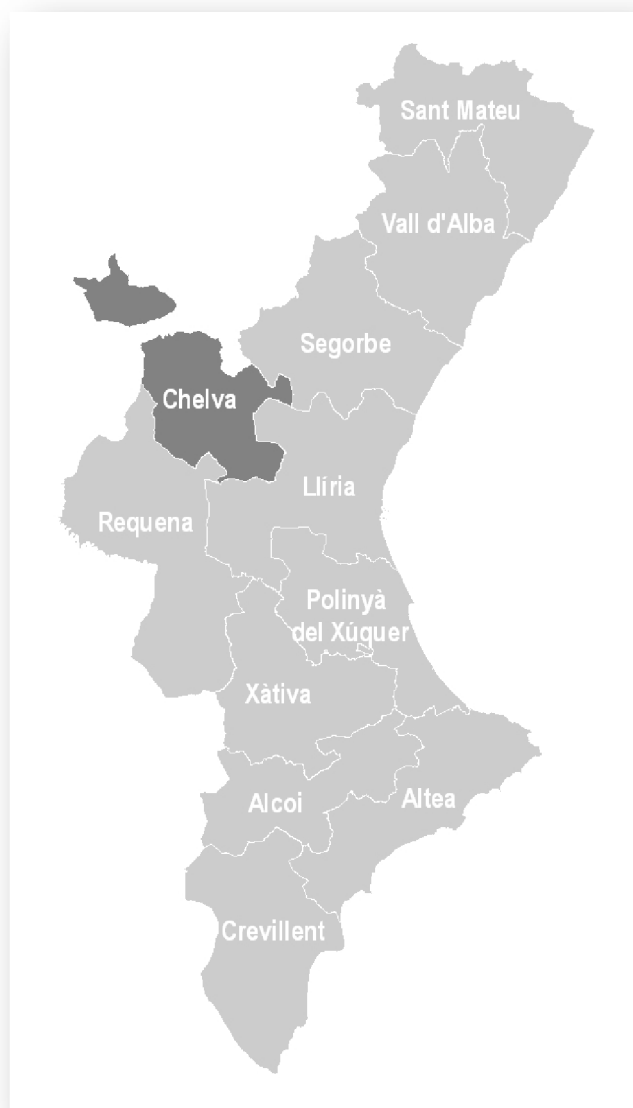 Sant Mateu
Vall d'Alba
Segorbe
Chelva
Llíria
Requena
Polinyà
del Xúquer
Xàtiva
Alcoi
Altea
Crevillent